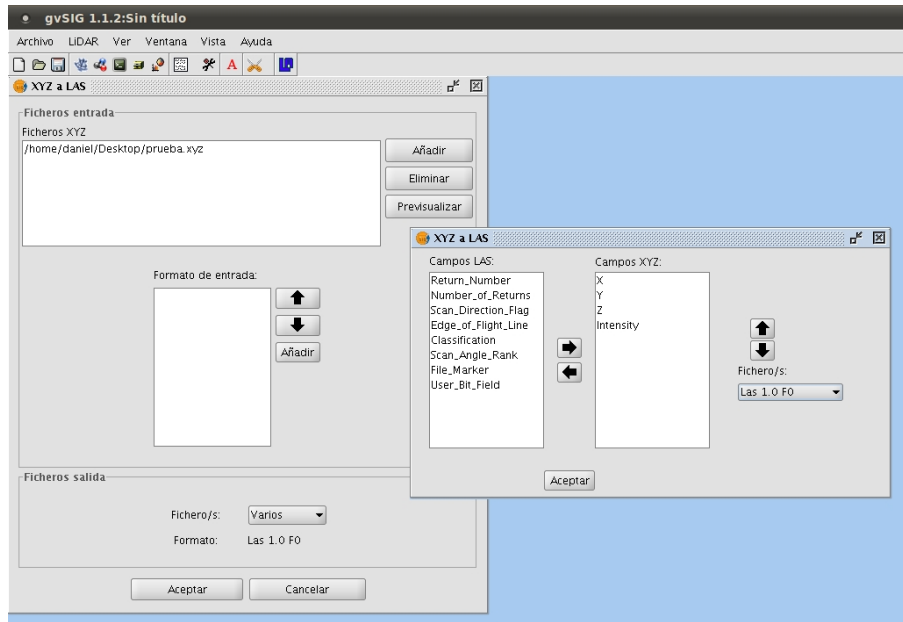 gvSIG 1.1.2:Sin título
Archivo LiDAR Ver Ventana Vista Ayuda
XYZ a LAS
Ficheros entrada
Ficheros XYZ
/home/daniel/Desktop/prueba.xyz
Añadir
Eliminar
Previsualizar
Formato de entrada:
Añadir
Ficheros salida
Fichero/s: Varios
Formato: Las 1.0 F0
Aceptar Cancelar
XYZ a LAS
Campos LAS:
Return_Number
Number_of_Returns
Scan_Direction_Flag
Edge_of_Flight_Line
Classification
Scan_Angle_Rank
File_Marker
User_Bit_Field
Campos XYZ:
X
Y
Z
Intensity
Fichero/s:
Las 1.0 F0
Aceptar